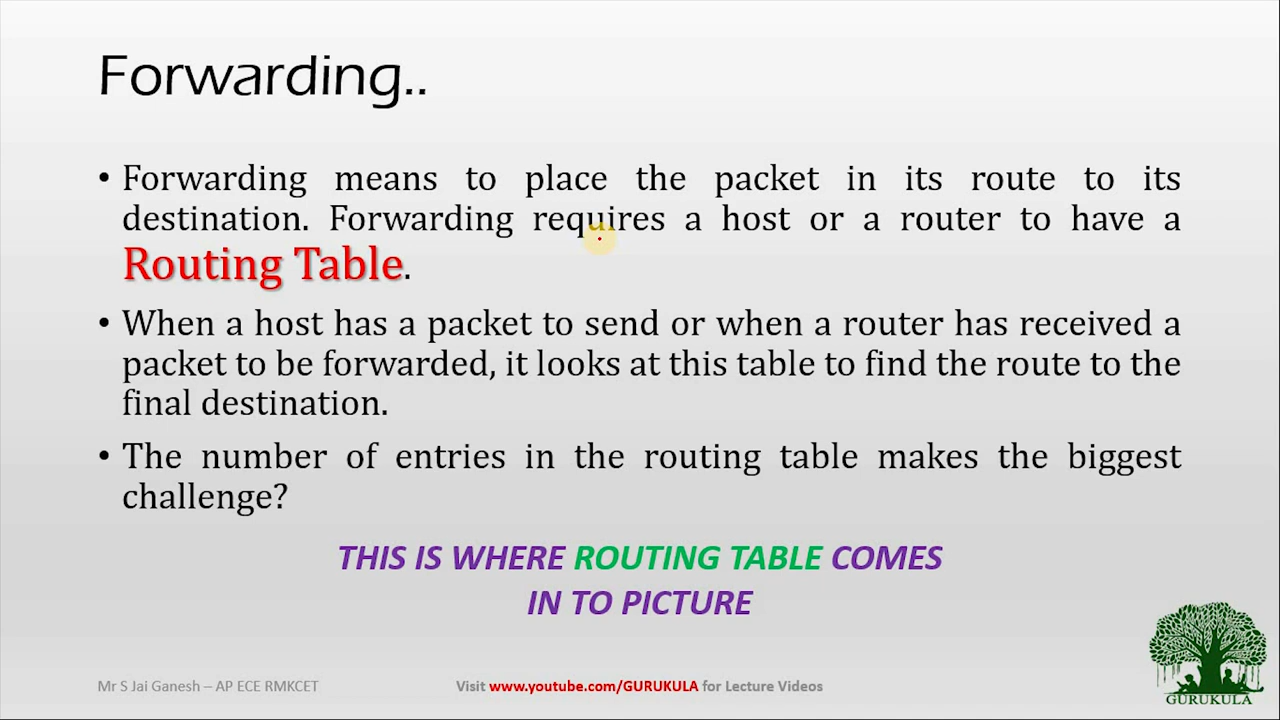 Forwarding..
• Forwarding means to place the packet in its route to its
destination. Forwarding requires a host or a router to have a
Routing Table.
• When a host has a packet to send or when a router has received a
packet to be forwarded, it looks at this table to find the route to the
final destination.
• The number of entries in the routing table makes the biggest
challenge?
THIS IS WHERE ROUTING TABLE COMES
IN TO PICTURE
Mr S Jai Ganesh – AP ECE RMKCET
Visit www.youtube.com/GURUKULA for Lecture Videos
GURUKULA